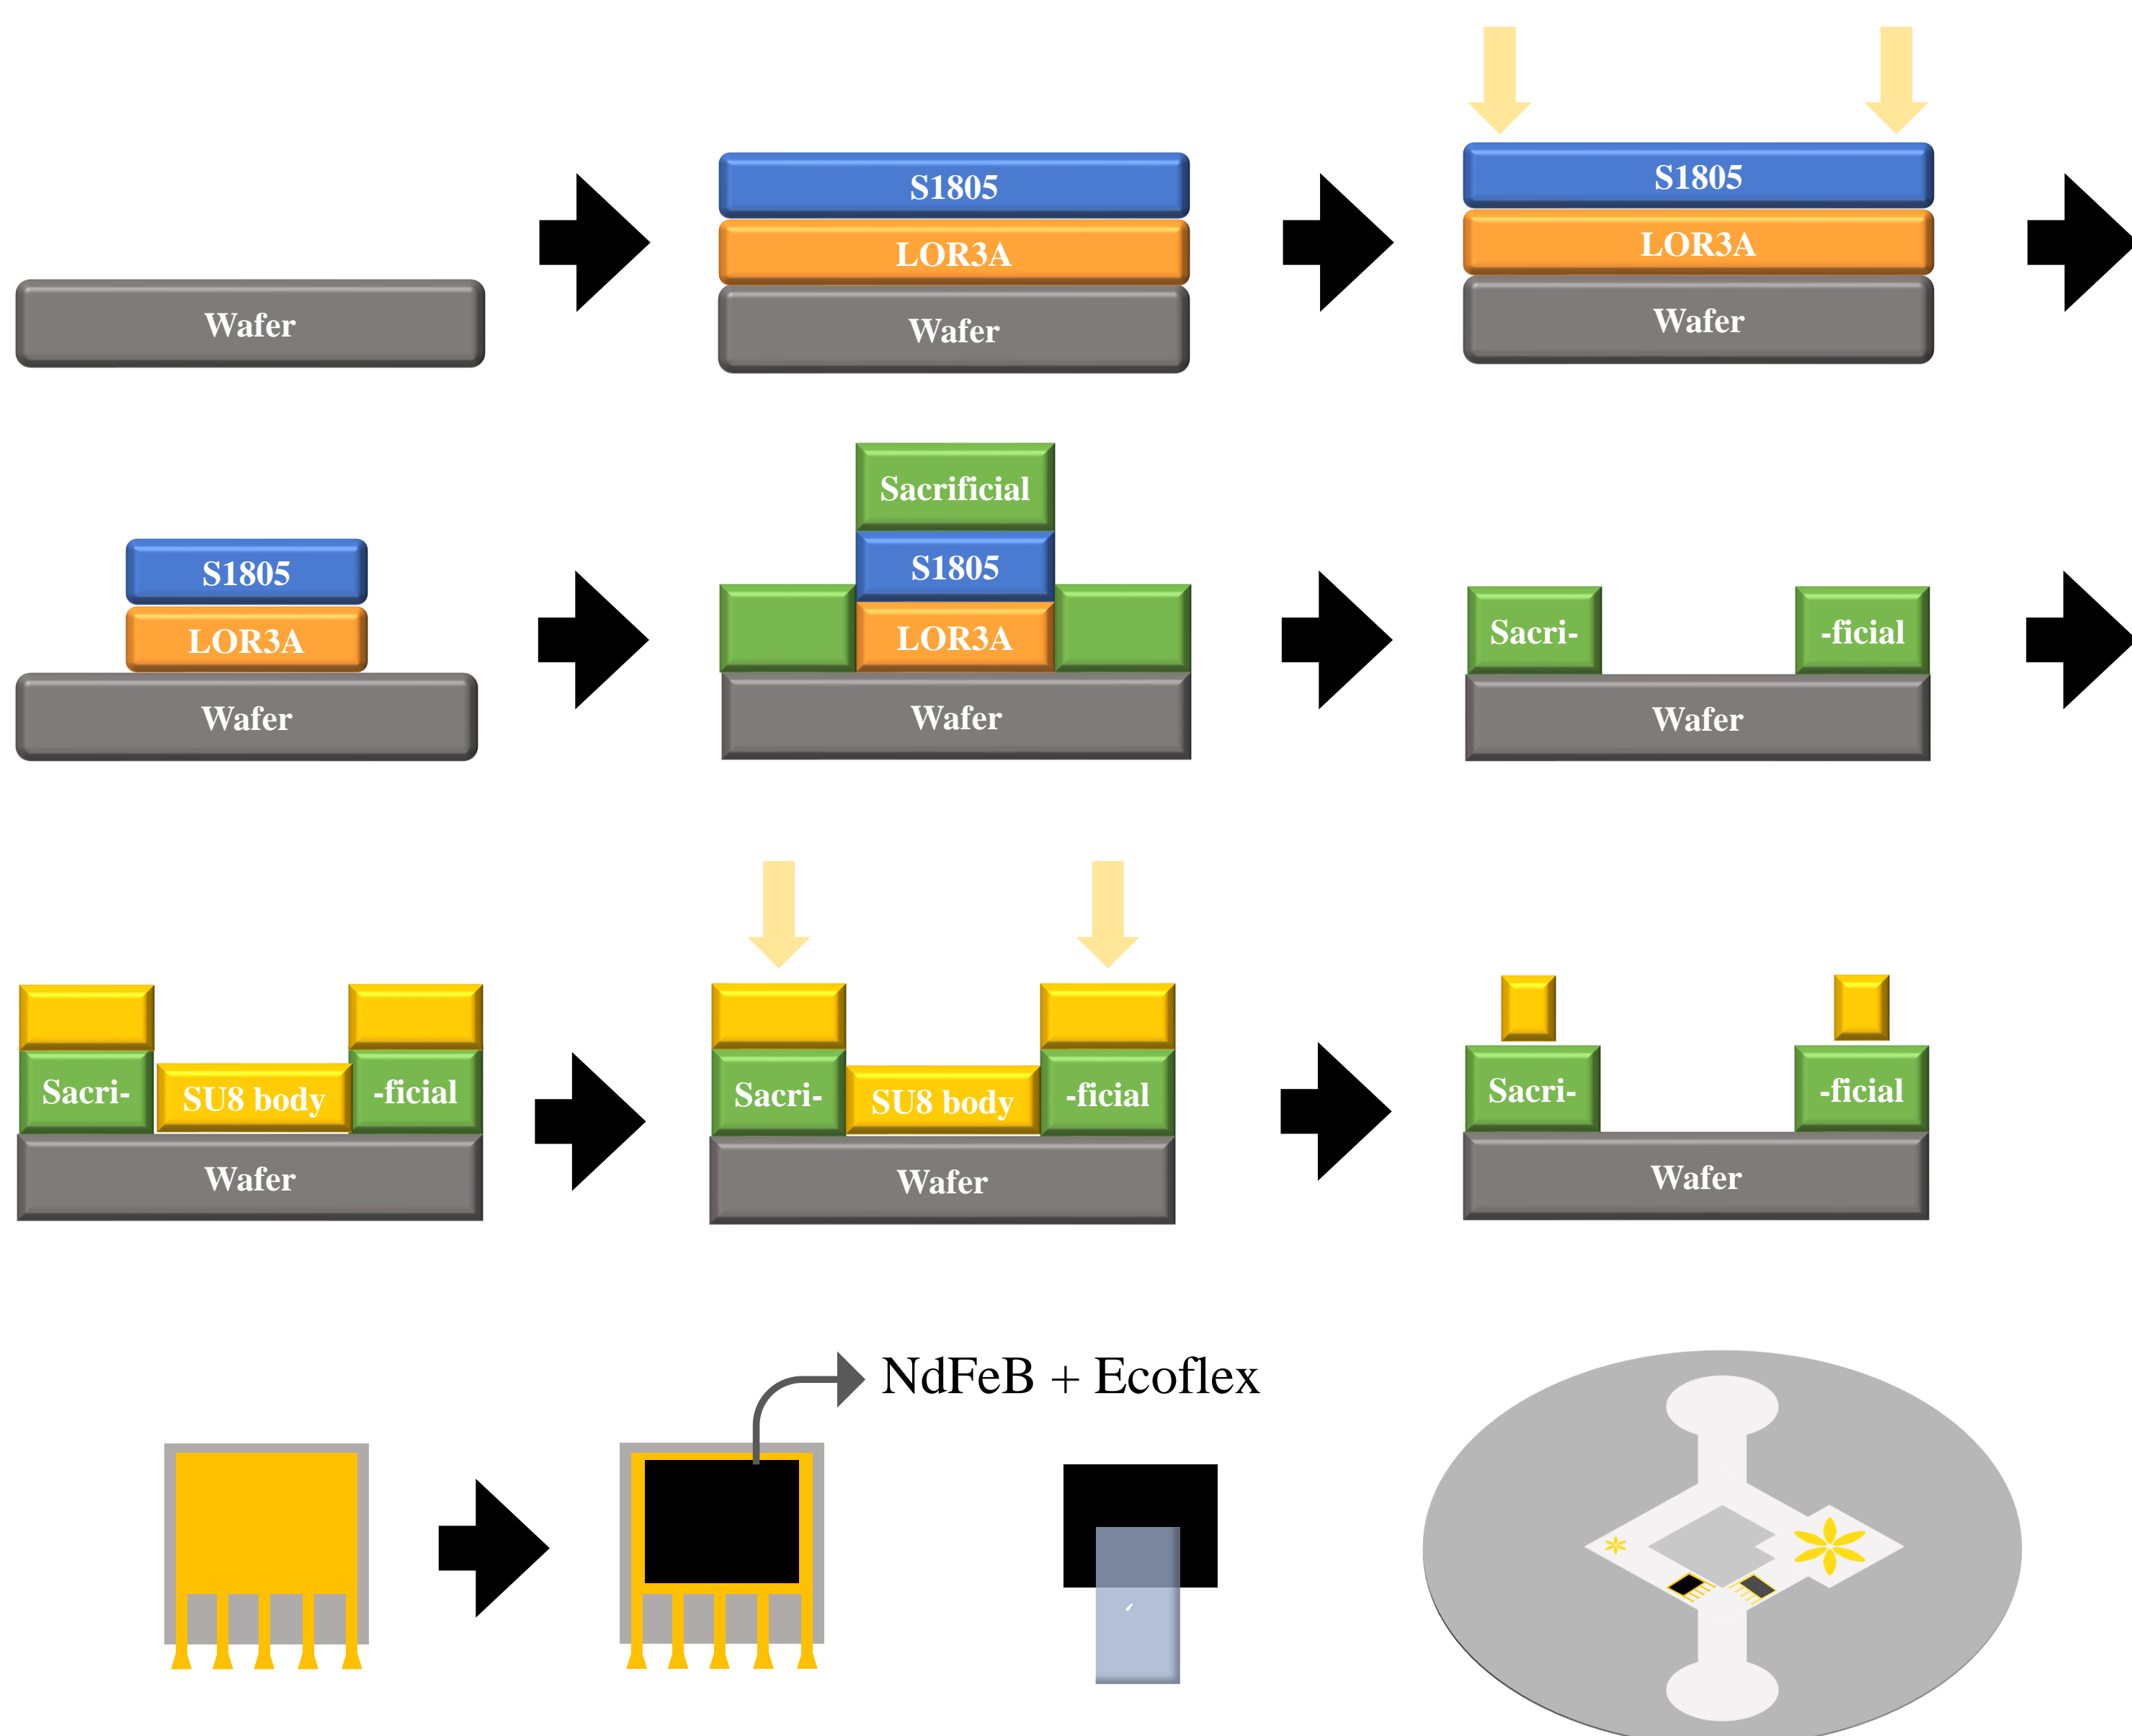 Wafer
S1805
LOR3A
Wafer
S1805
LOR3A
Wafer
S1805
LOR3A
Wafer
Sacrificial
S1805
LOR3A
Wafer
Sacri-
-ficial
Wafer
Sacri-
SU8 body
-ficial
Wafer
Sacri-
SU8 body
-ficial
Wafer
Sacri-
-ficial
Wafer
NdFeB + Ecoflex